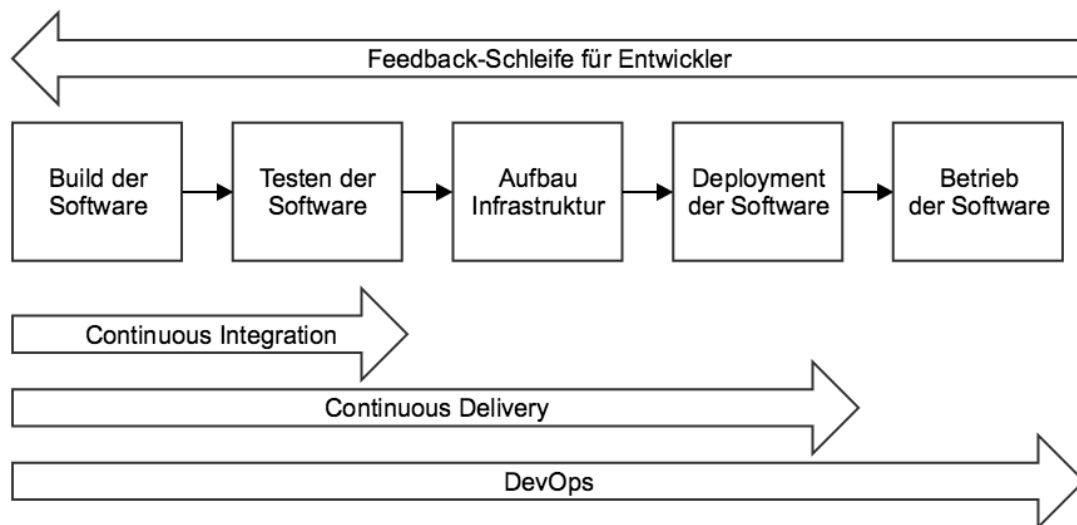 Feedback-Schleife für Entwickler
Build der
Software
Testen der
Software
Aufbau
Infrastruktur
Deployment
der Software
Betrieb
der Software
Continuous Integration
Continuous Delivery
DevOps